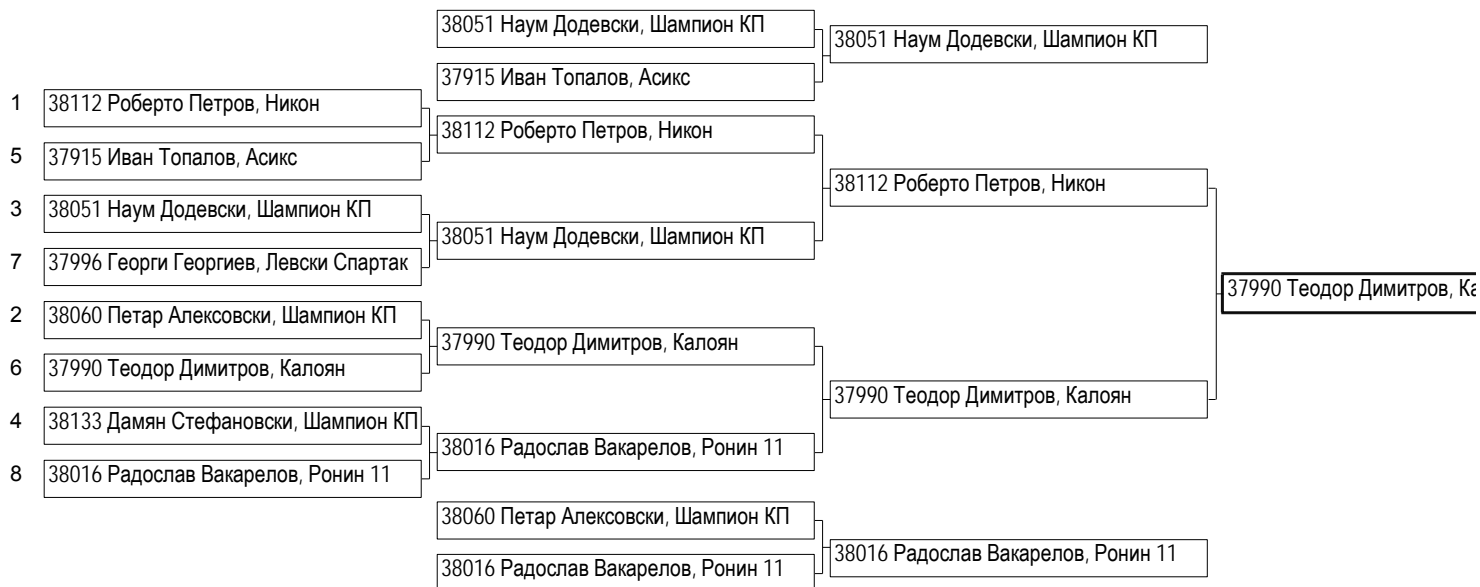 38051 Наум Додевски, Шампион КП
38051 Наум Додевски, Шампион КП
37915 Иван Топалов, Асикс
1 38112 Роберто Петров, Никон
38112 Роберто Петров, Никон
5 37915 Иван Топалов, Асикс
38112 Роберто Петров, Никон
3 38051 Наум Додевски, Шампион КП
38051 Наум Додевски, Шампион КП
7 37996 Георги Георгиев, Левски Спартак
37990 Теодор Димитров, Ка
2 38060 Петар Алексовски, Шампион КП
37990 Теодор Димитров, Калоян
6 37990 Теодор Димитров, Калоян
37990 Теодор Димитров, Калоян
4 38133 Дамян Стефановски, Шампион КП
38016 Радослав Вакарелов, Ронин 11
8 38016 Радослав Вакарелов, Ронин 11
38060 Петар Алексовски, Шампион КП
38016 Радослав Вакарелов, Ронин 11
38016 Радослав Вакарелов, Ронин 11